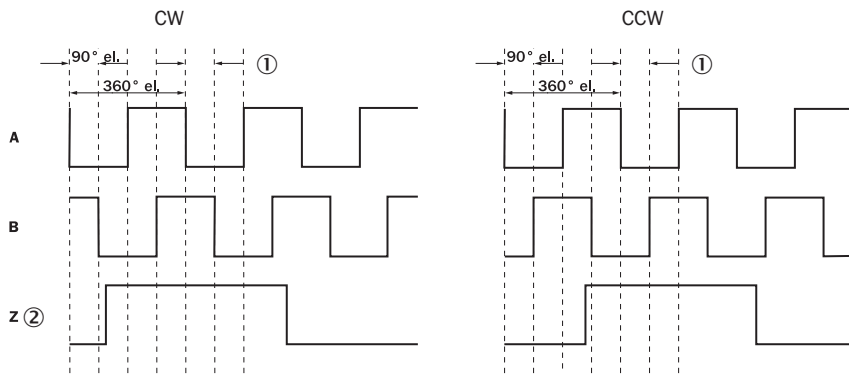 CW CCW
90° el. ① 90° el. ①
360° el. 360° el.
A
B
Z ②